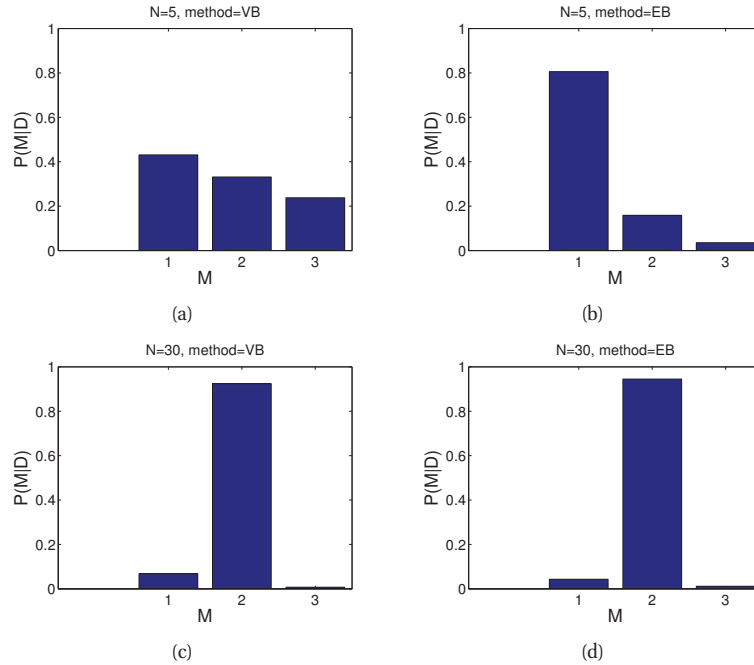 N=5, method=VB
1
0.8
0.6
0.4
0.2
0
P(M|D)
1 2 3
M
(a)
N=5, method=EB
1
0.8
0.6
0.4
0.2
0
P(M|D)
1 2 3
M
(b)
N=30, method=VB
1
0.8
0.6
0.4
0.2
0
P(M|D)
1 2 3
M
(c)
N=30, method=EB
1
0.8
0.6
0.4
0.2
0
P(M|D)
1 2 3
M
(d)